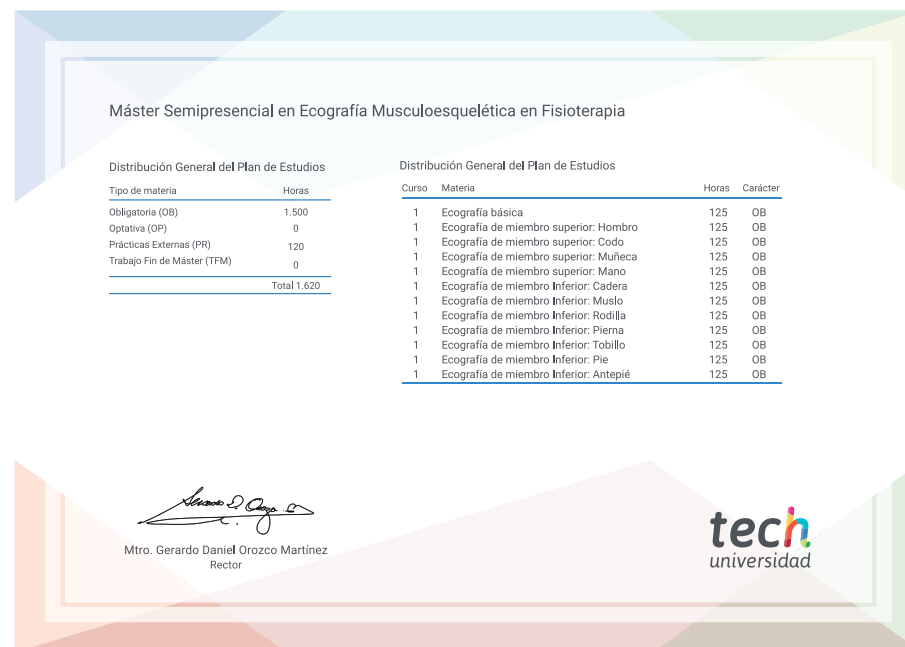 Máster Semipresencial en Ecografía Musculoesquelética en Fisioterapia
Distribución General del Plan de Estudios
Tipo de materia Horas
Obligatoria (OB) 1.500
Optativa (OP) 0
Prácticas Externas (PR) 120
Trabajo Fin de Máster (TFM) 0
Total 1.620
Distribución General del Plan de Estudios
Curso Materia Horas Carácter
1 Ecografía básica 125 OB
1 Ecografía de miembro superior: Hombro 125 OB
1 Ecografía de miembro superior: Codo 125 OB
1 Ecografía de miembro superior: Muñeca 125 OB
1 Ecografía de miembro superior: Mano 125 OB
1 Ecografía de miembro Inferior: Cadera 125 OB
1 Ecografía de miembro Inferior: Muslo 125 OB
1 Ecografía de miembro Inferior: Rodilla 125 OB
1 Ecografía de miembro Inferior: Pierna 125 OB
1 Ecografía de miembro Inferior: Tobillo 125 OB
1 Ecografía de miembro Inferior: Pie 125 OB
1 Ecografía de miembro Inferior: Antepié 125 OB
Mtro. Gerardo Daniel Orozco Martínez
Rector
tech
universidad